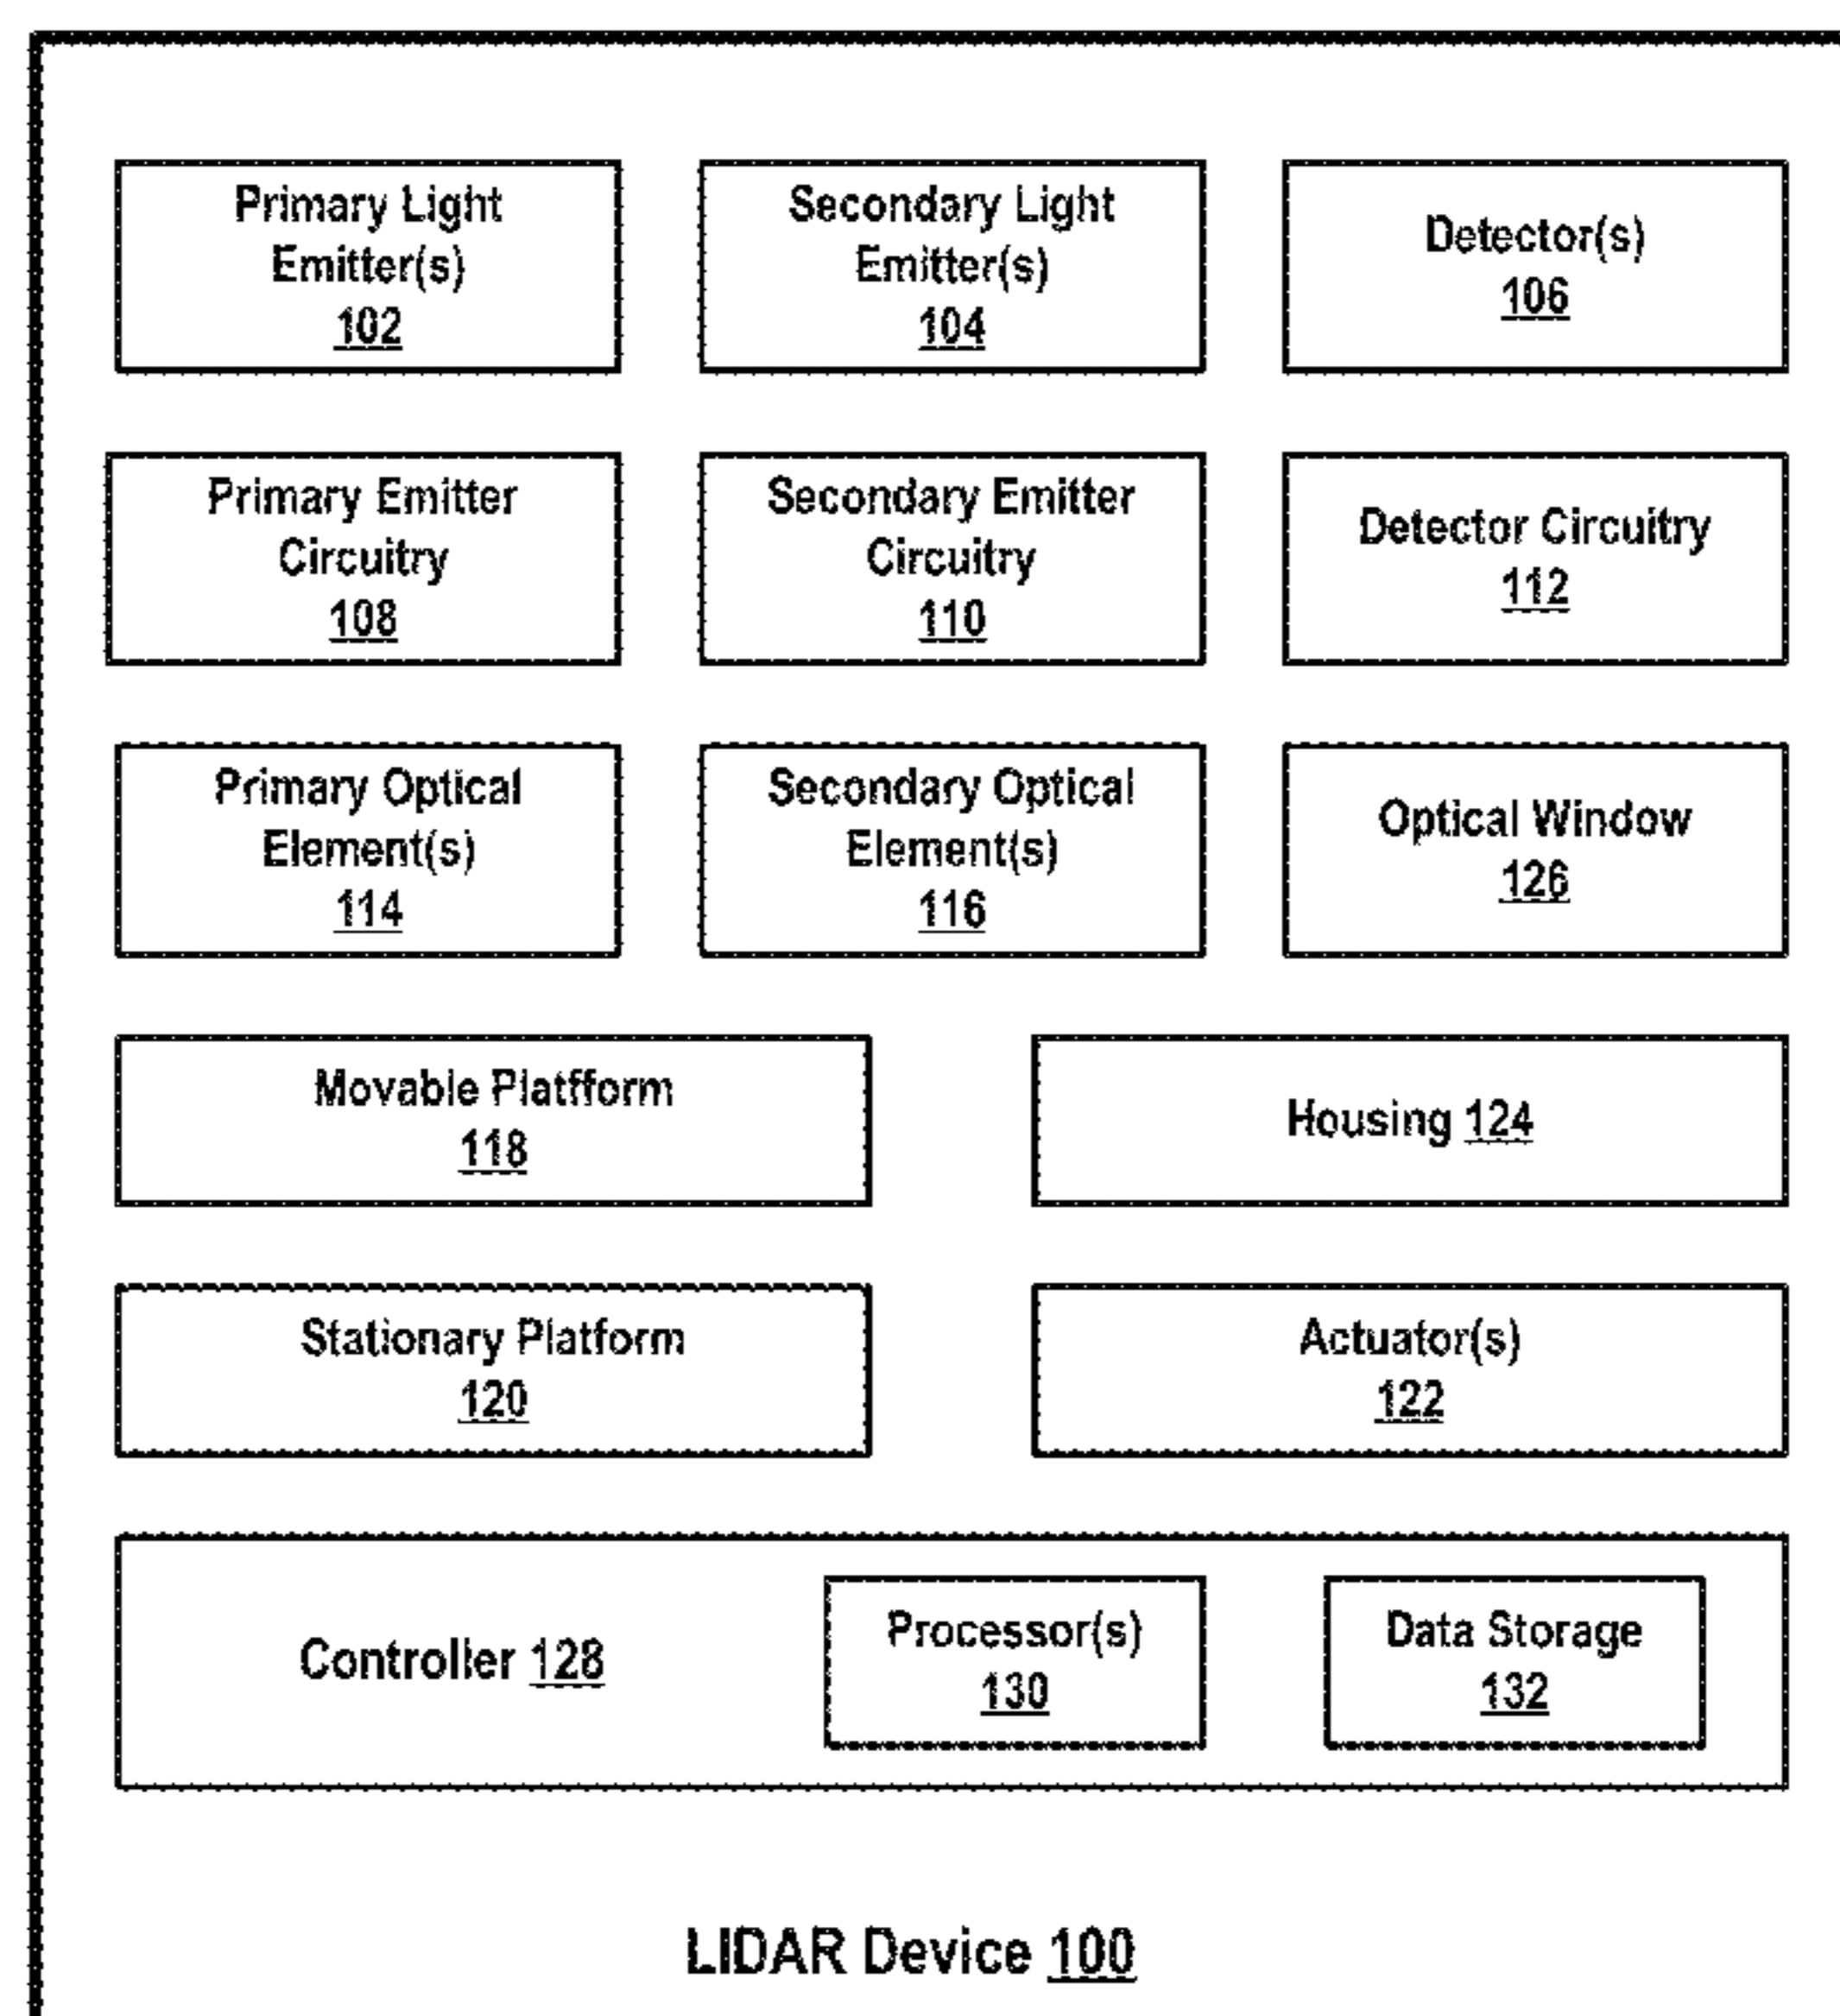 Primary Light
Emitter(s)
102
Secondary Light
Emitter(s)
104
Detector(s)
106
Primary Emitter
Circuitry
108
Secondary Emitter
Circuitry
110
Detector Circuitry
112
Primary Optical
Element(s)
114
Secondary Optical
Element(s)
116
Optical Window
126
Movable Platfform
118
Housing 124
Stationary Platform
120
Actuator(s)
122
Controller 128
Processor(s)
130
Data Storage
132
LIDAR Device 100